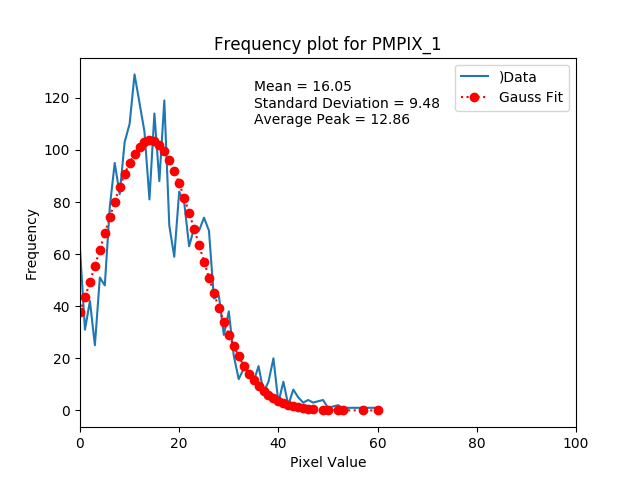 Frequency plot for PMPIX_1
Mean = 16.05
Standard Deviation = 9.48
Average Peak = 12.86
)Data
Gauss Fit
Frequency
120
100
80
60
40
20
0
0 20 40 60 80 100
Pixel Value